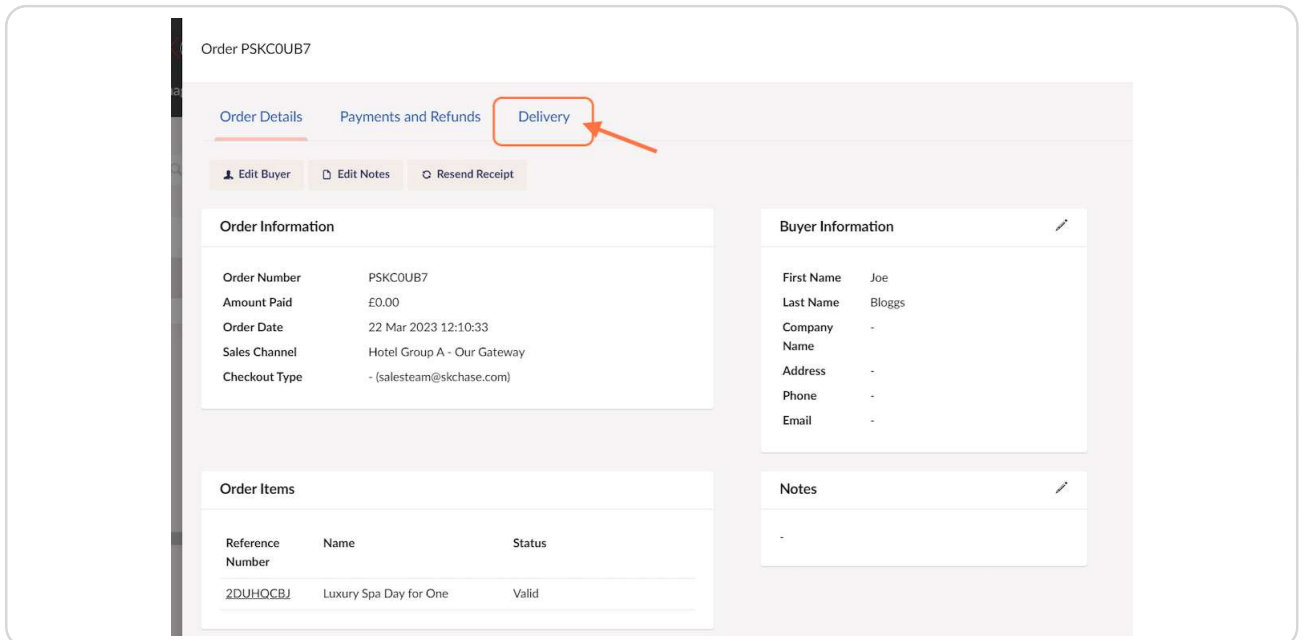 Order PSKC0UB7
Order Details Payments and Refunds Delivery
Edit Buyer Edit Notes Resend Receipt
Order Information
Order Number PSKC0UB7
Amount Paid £0.00
Order Date 22 Mar 2023 12:10:33
Sales Channel Hotel Group A - Our Gateway
Checkout Type - (salesteam@skchase.com)
Buyer Information
First Name Joe
Last Name Bloggs
Company -
Name
Address -
Phone -
Email -
Order Items
Reference Name Status
Number
2DUHQCBJ Luxury Spa Day for One Valid
Notes
-